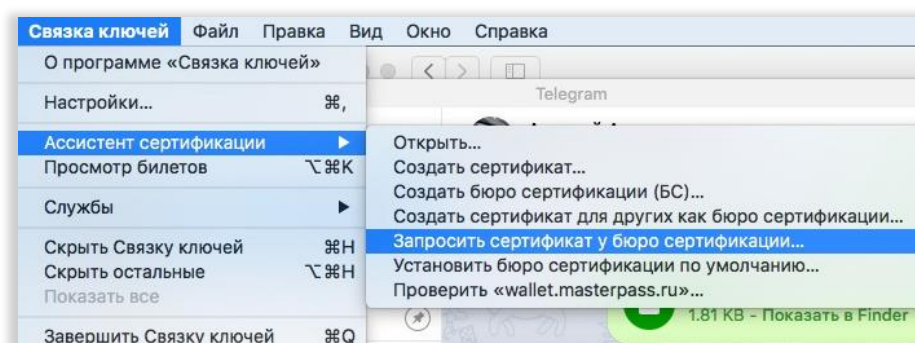 Связка ключей Файл Правка Вид Окно Справка
О программе «Связка ключей»
Настройки... ⌘,
Ассистент сертификации ▶
Просмотр билетов ⌥⌘K
Службы ▶
Скрыть Связку ключей ⌘H
Скрыть остальные ⌥⌘H
Показать все
Завершить Связку ключей ⌘Q
Telegram
Открыть...
Создать сертификат...
Создать бюро сертификации (БС)...
Создать сертификат для других как бюро сертификации...
Запросить сертификат у бюро сертификации...
Установить бюро сертификации по умолчанию...
Проверить «wallet.masterpass.ru»...
1.81 KB - Показать в Finder